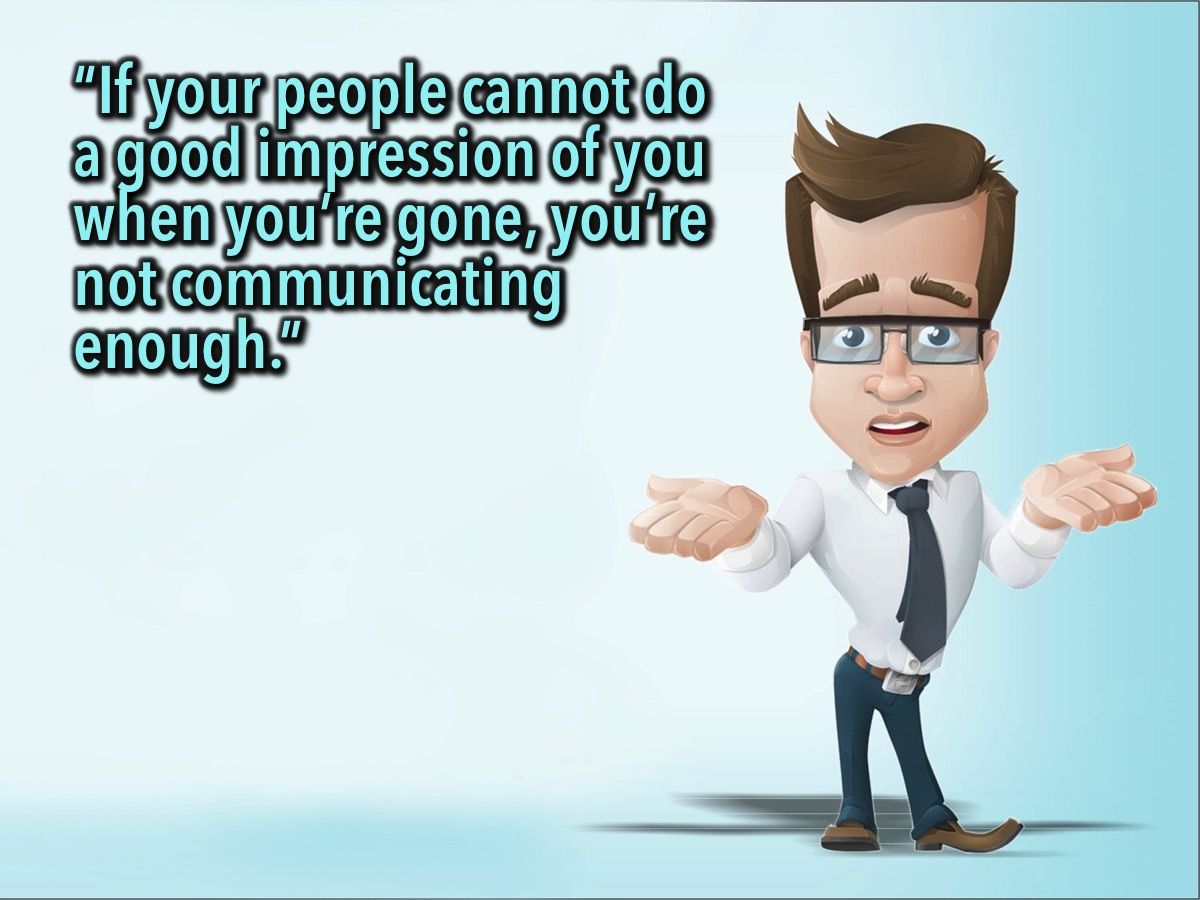 “If your people cannot do
a good impression of you
when you’re gone, you’re
not communicating
enough.”